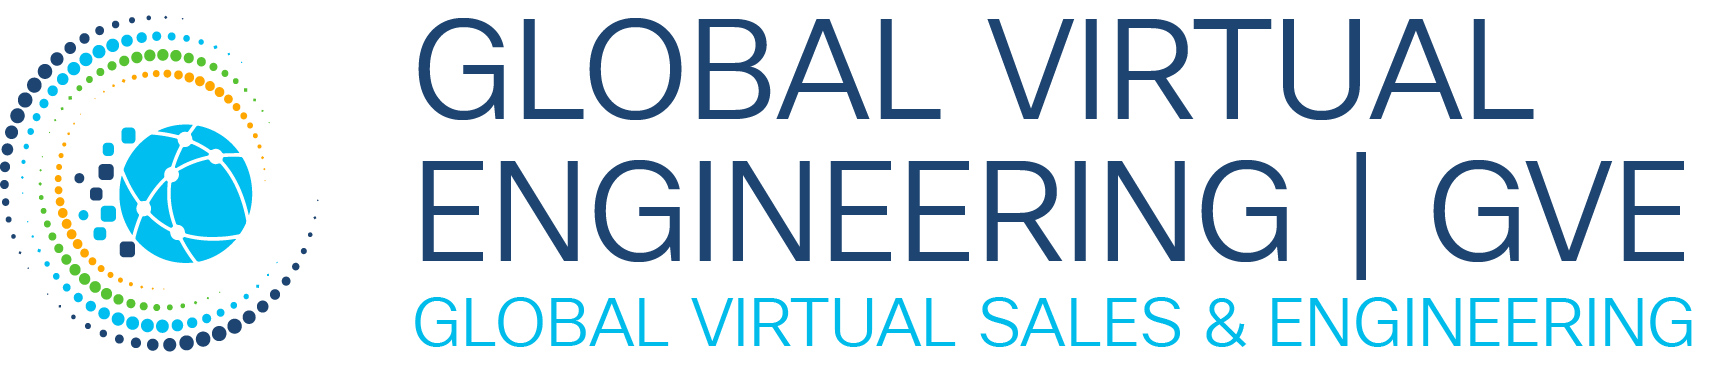 GLOBAL VIRTUAL
ENGINEERING | GVE
GLOBAL VIRTUAL SALES & ENGINEERING